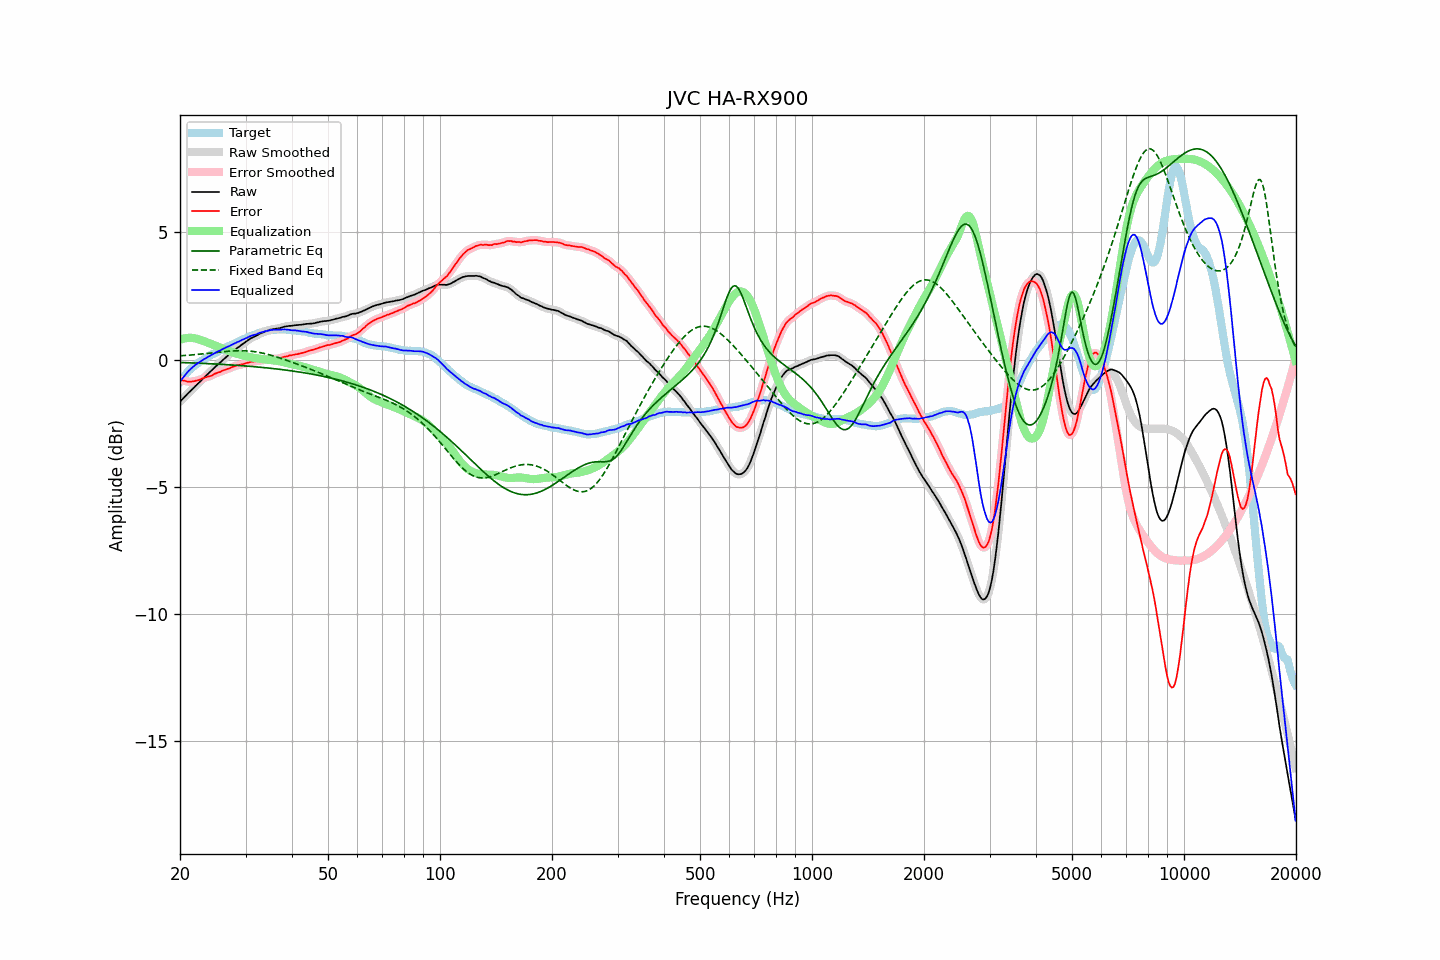 JVC HA-RX900
Target
Raw Smoothed
Error Smoothed
Raw
Error
Equalization
Parametric Eq
Fixed Band Eq
Equalized
5
0
−5
−10
−15
Amplitude (dBr)
20 50 100 200 500 1000 2000 5000 10000 20000
Frequency (Hz)